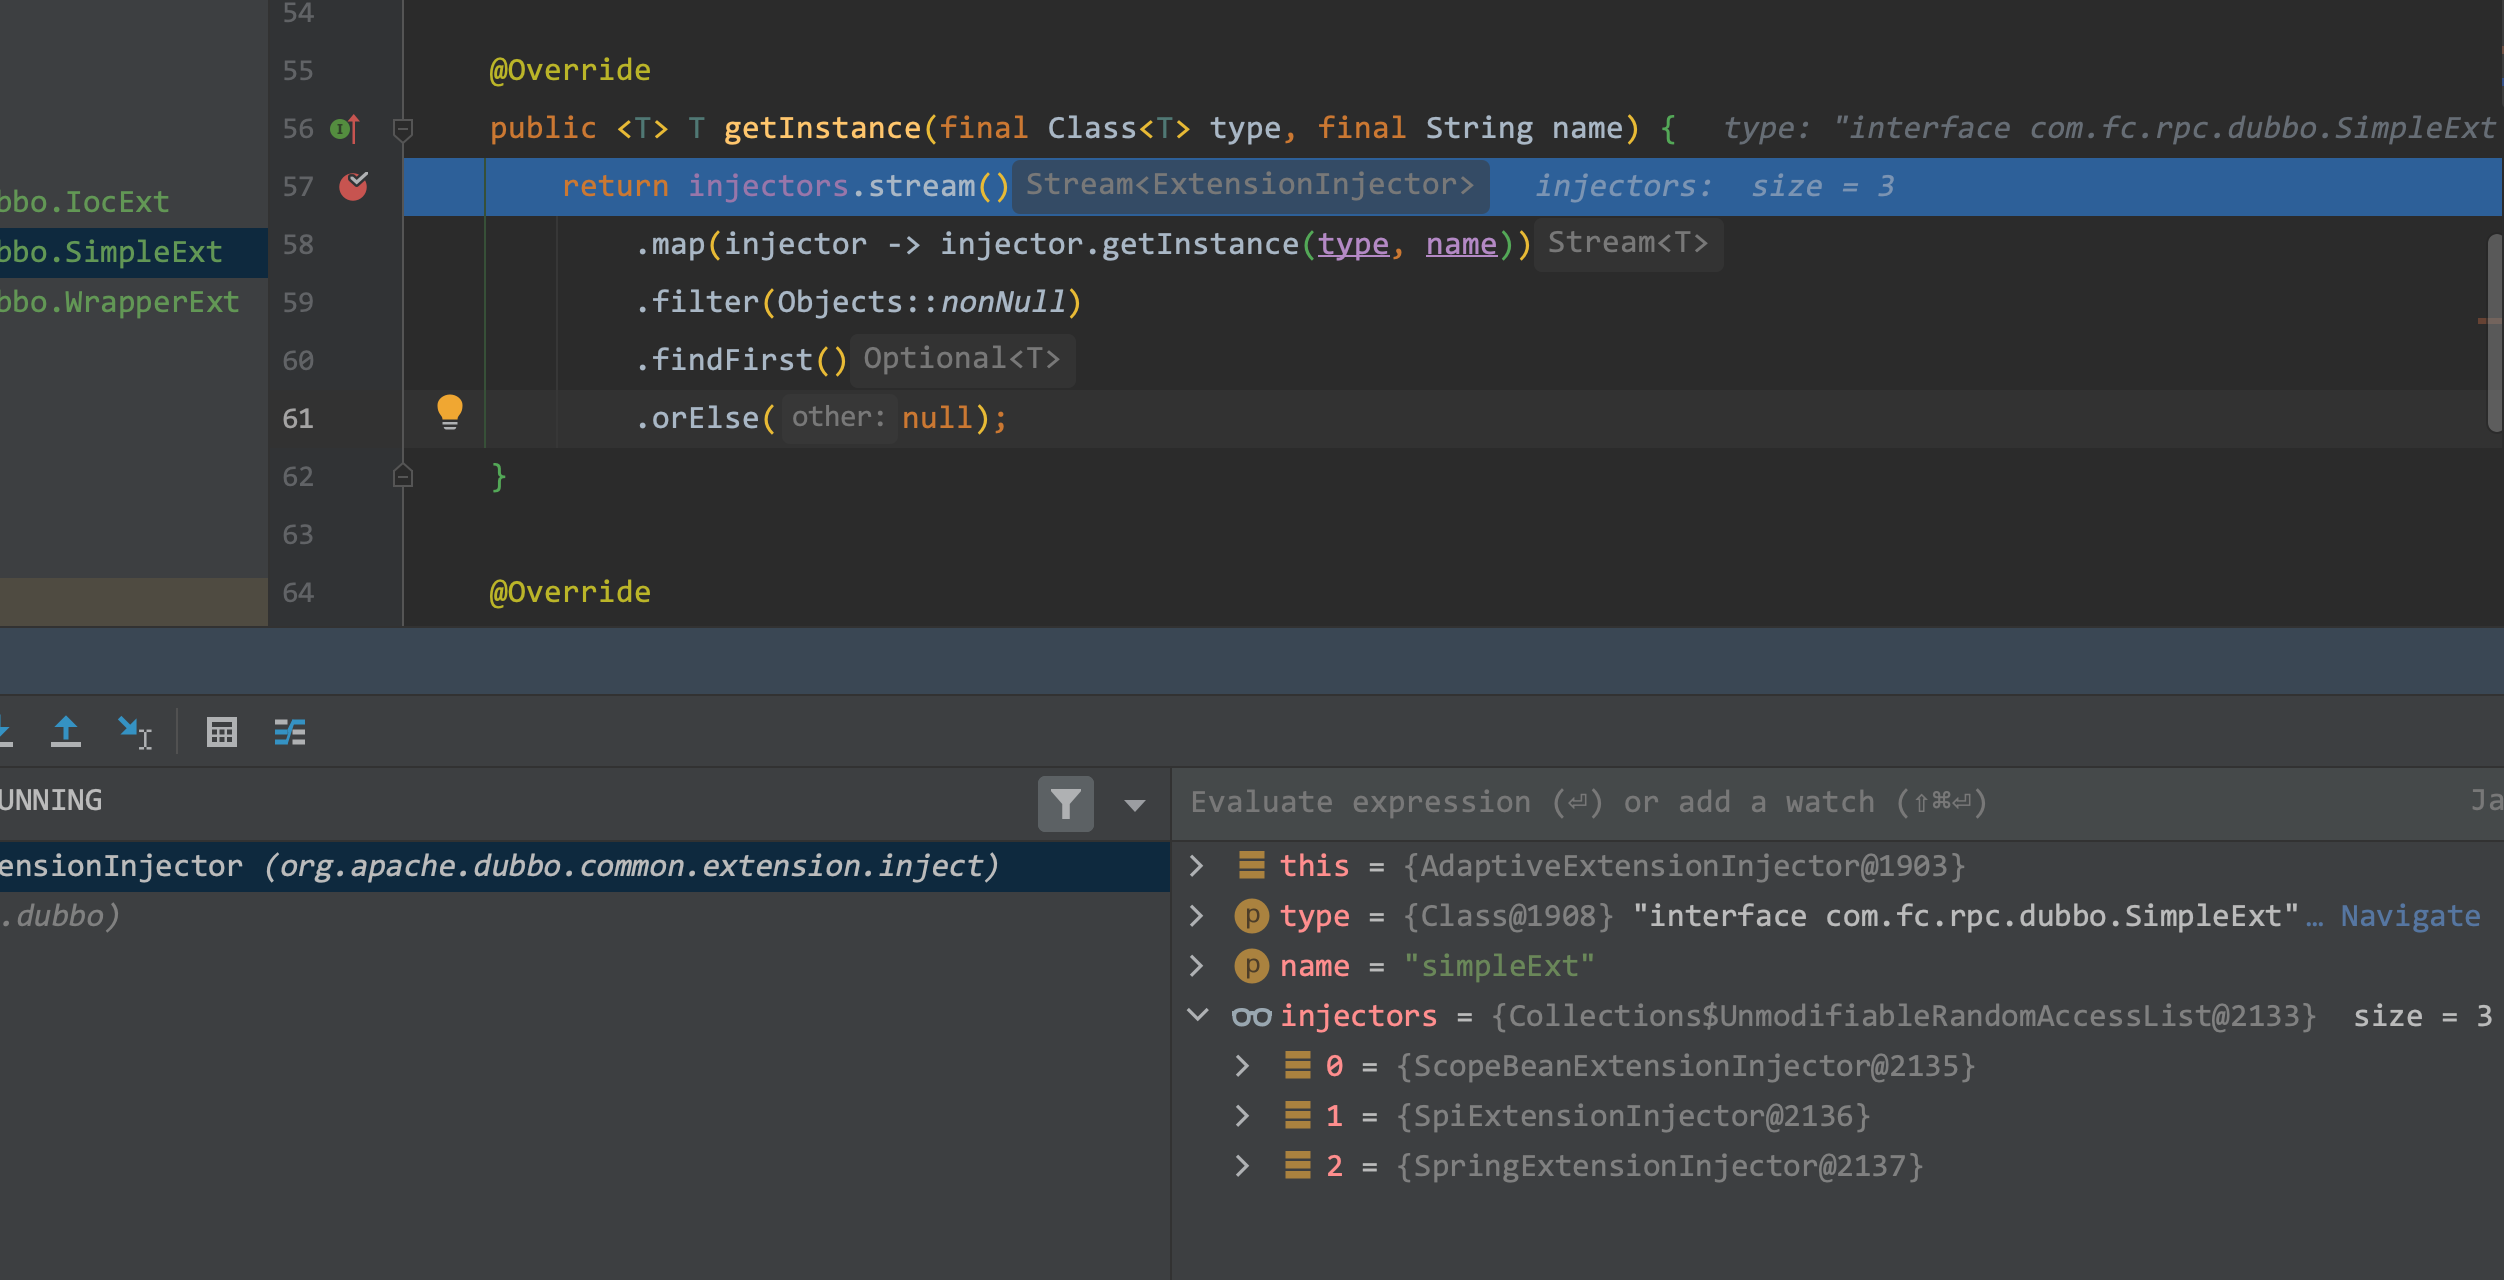 54
55 @Override
56 public <T> T getInstance(final Class<T> type, final String name) { type: "interface com.fc.rpc.dubbo.SimpleExt
57 return injectors.stream() Stream<ExtensionInjector> injectors: size = 3
bbo.IocExt
58 .map(injector -> injector.getInstance(type, name)) Stream<T>
bbo.SimpleExt
59 .filter(Objects::nonNull)
bbo.WrapperExt
60 .findFirst() Optional<T>
61 .orElse( other: null);
62 }
63
64 @Override
UNNING
Evaluate expression (⏎) or add a watch (⇧⌘⏎) Ja
ensionInjector (org.apache.dubbo.common.extension.inject)
.dubbo)
this = {AdaptiveExtensionInjector@1903}
p type = {Class@1908} "interface com.fc.rpc.dubbo.SimpleExt"… Navigate
p name = "simpleExt"
injectors = {Collections$UnmodifiableRandomAccessList@2133} size = 3
0 = {ScopeBeanExtensionInjector@2135}
1 = {SpiExtensionInjector@2136}
2 = {SpringExtensionInjector@2137}